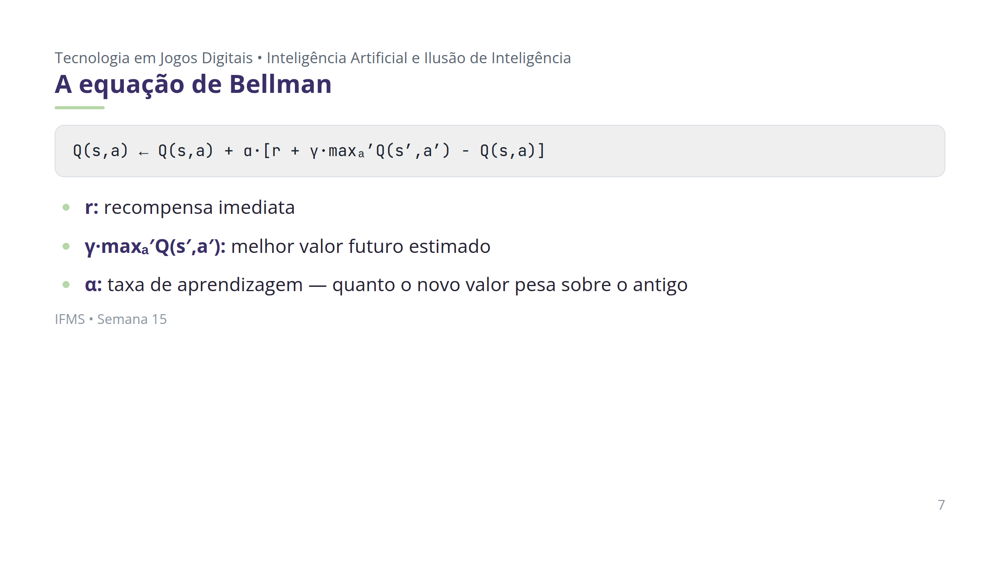 Tecnologia em Jogos Digitais • Inteligência Artificial e Ilusão de Inteligência
A equação de Bellman
Q(s,a) ← Q(s,a) + α·[r + γ·maxₐ′Q(s′,a′) - Q(s,a)]
r: recompensa imediata
γ·maxₐ′Q(s′,a′): melhor valor futuro estimado
α: taxa de aprendizagem — quanto o novo valor pesa sobre o antigo
IFMS • Semana 15
7